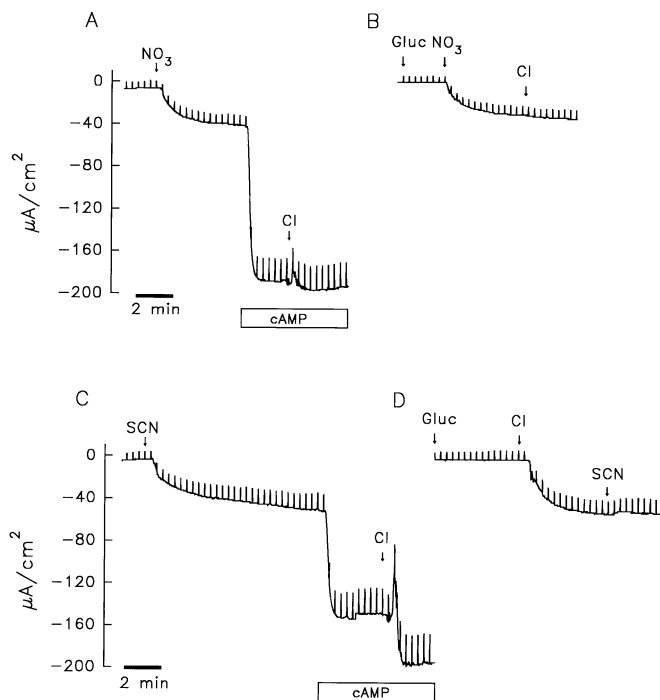 A
NO3
0
-40
-80
-120
-160
-200
μA/cm2
Cl
2 min
cAMP
B
Gluc NO3
Cl
C
SCN
0
-40
-80
-120
-160
-200
μA/cm2
Cl
2 min
cAMP
D
Gluc
Cl
SCN